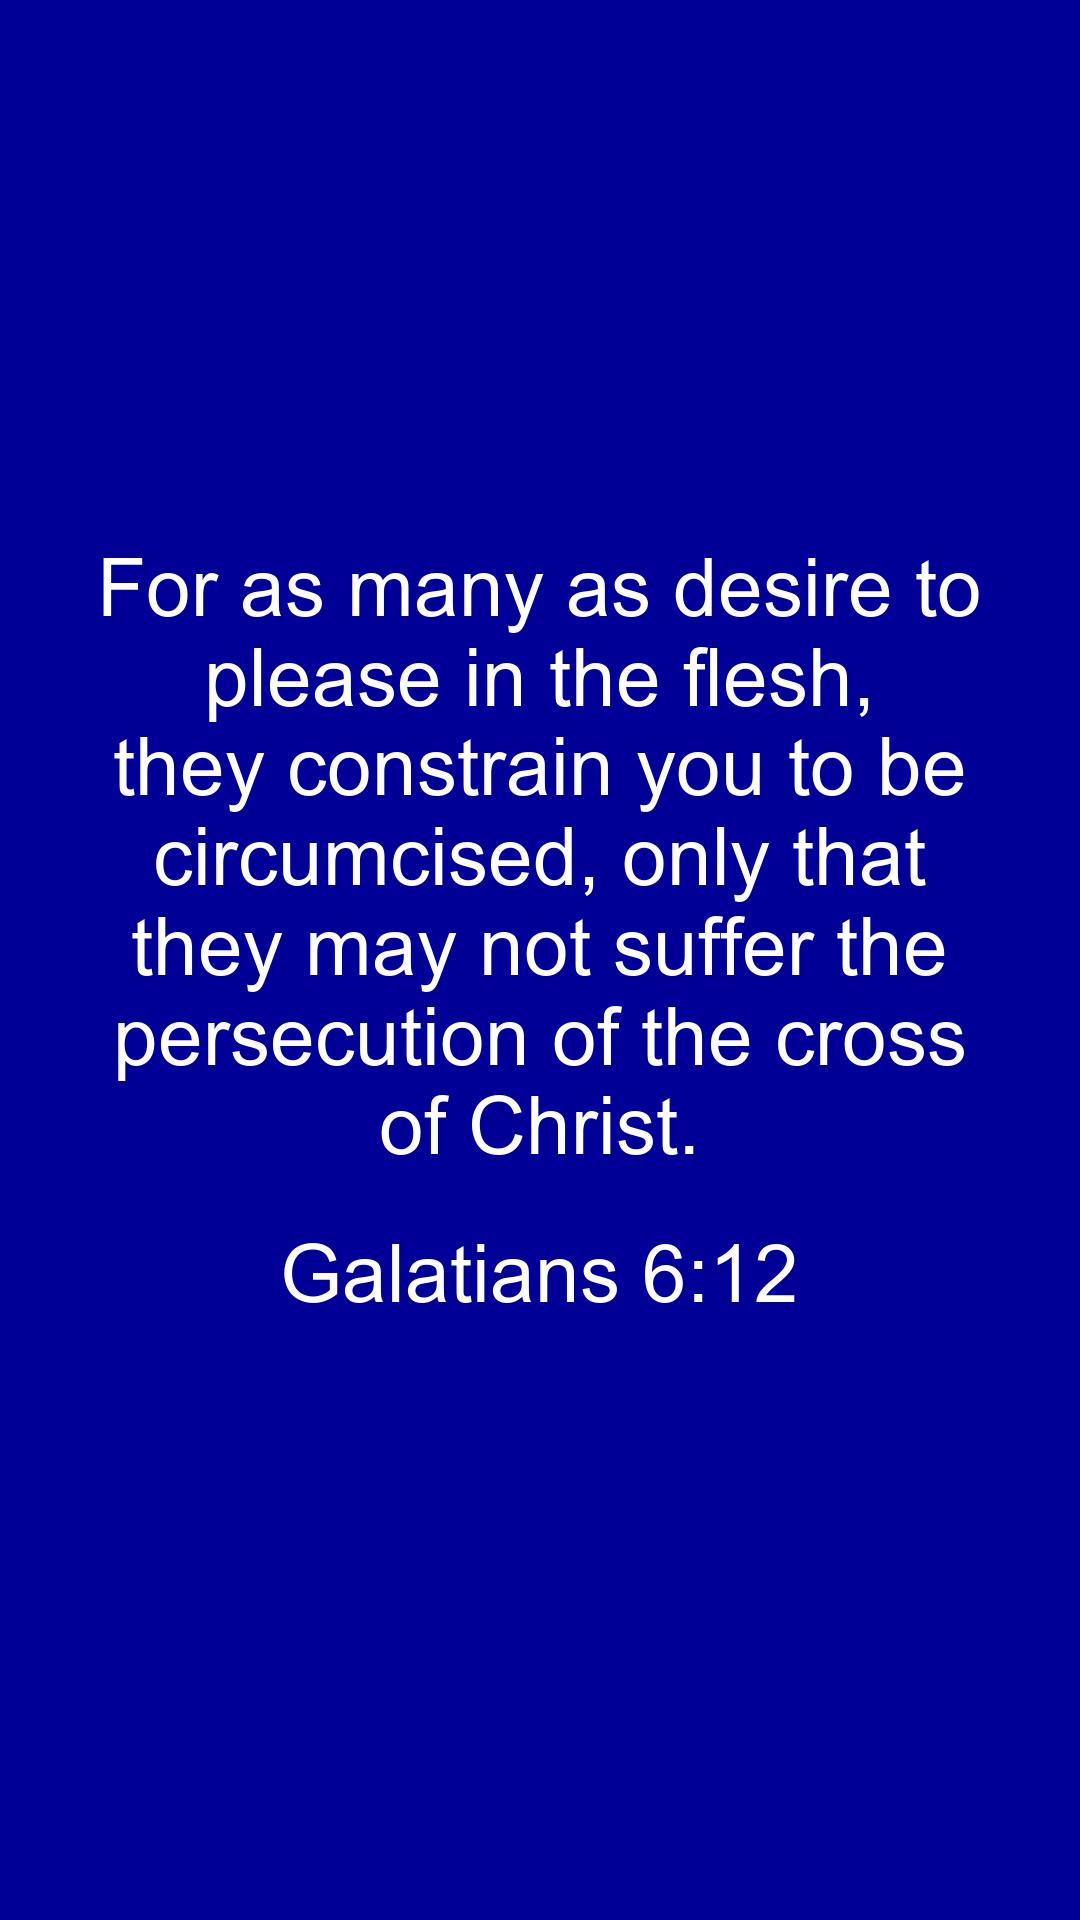 For as many as desire to
please in the flesh,
they constrain you to be
circumcised, only that
they may not suffer the
persecution of the cross
of Christ.
Galatians 6:12